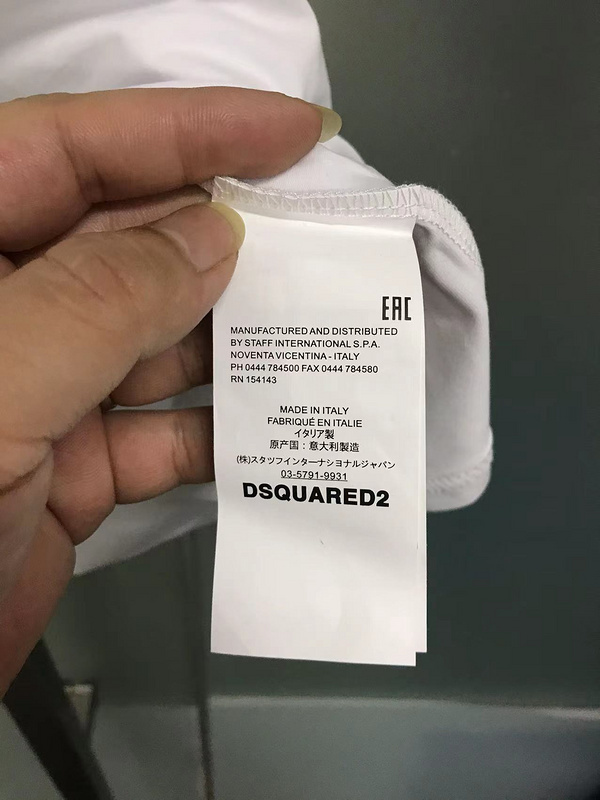 EAC
MANUFACTURED AND DISTRIBUTED
BY STAFF INTERNATIONAL S.P.A.
NOVENTA VICENTINA - ITALY
PH 0444 784500 FAX 0444 784580
RN 154143
MADE IN ITALY
FABRIQUÉ EN ITALIE
イタリア製
原产国：意大利製造
(株)スタッフインターナショナルジャパン
03-5791-9931
DSQUARED2